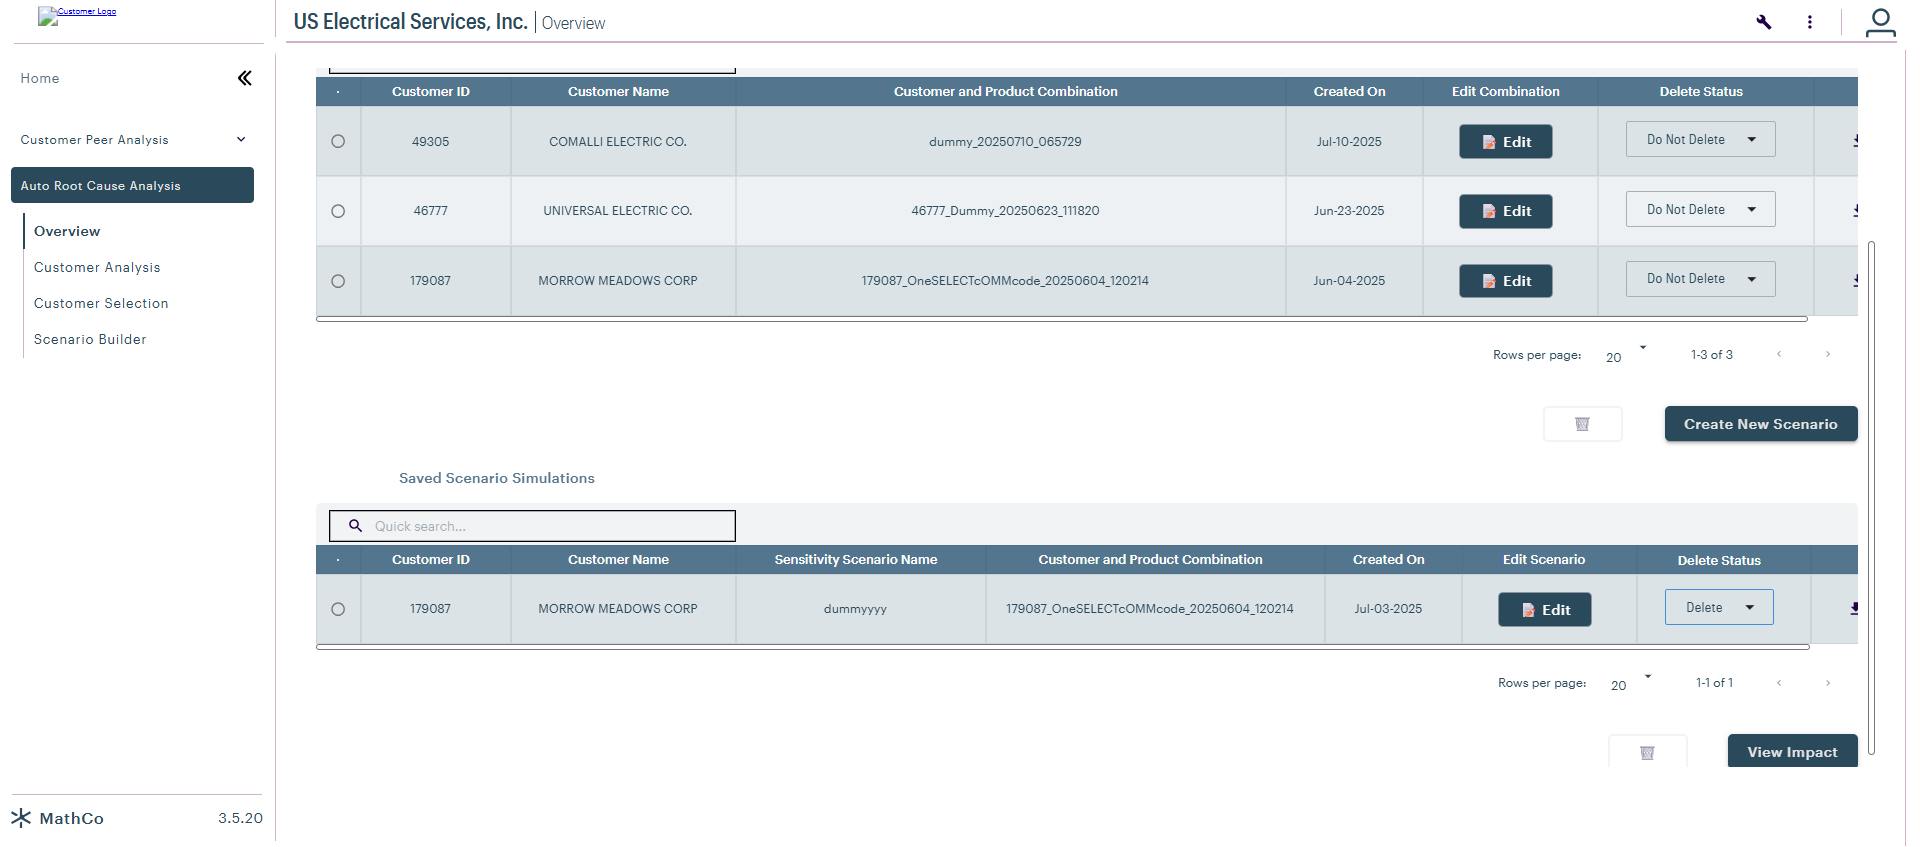 Customer Logo
US Electrical Services, Inc. | Overview
Home
Customer Peer Analysis
Auto Root Cause Analysis
Overview
Customer Analysis
Customer Selection
Scenario Builder
MathCo 3.5.20
· Customer ID Customer Name Customer and Product Combination Created On Edit Combination Delete Status
49305 COMALLI ELECTRIC CO. dummy_20250710_065729 Jul-10-2025 Edit Do Not Delete
46777 UNIVERSAL ELECTRIC CO. 46777_Dummy_20250623_111820 Jun-23-2025 Edit Do Not Delete
179087 MORROW MEADOWS CORP 179087_OneSELECTcOMMcode_20250604_120214 Jun-04-2025 Edit Do Not Delete
Rows per page: 20 1-3 of 3
Create New Scenario
Saved Scenario Simulations
Quick search...
· Customer ID Customer Name Sensitivity Scenario Name Customer and Product Combination Created On Edit Scenario Delete Status
179087 MORROW MEADOWS CORP dummyyyy 179087_OneSELECTcOMMcode_20250604_120214 Jul-03-2025 Edit Delete
Rows per page: 20 1-1 of 1
View Impact